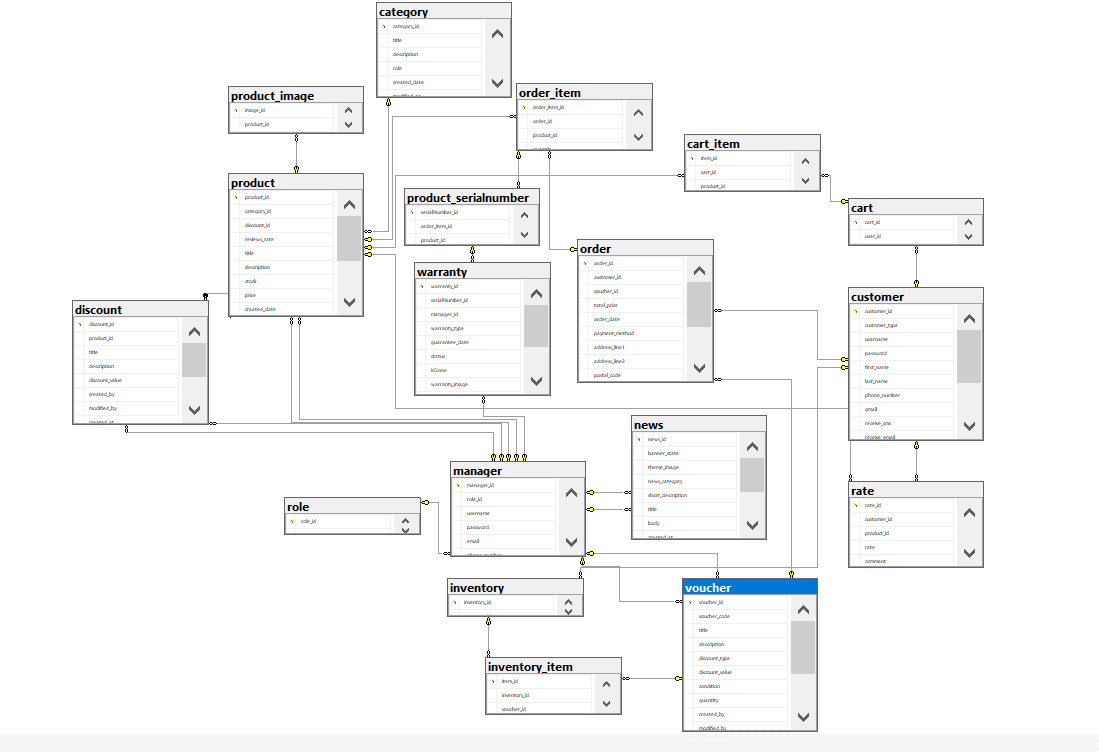 category
category_id
title
description
role
created_date
product_image
image_id
product_id
order_item
order_item_id
order_id
product_id
cart_item
item_id
cart_id
product_id
product
product_id
category_id
discount_id
reviews_rate
title
description
stock
price
created_date
product_serialnumber
serialNumber_id
order_item_id
product_id
cart
cart_id
user_id
order
order_id
customer_id
voucher_id
total_price
order_date
payment_method
address_line1
address_line2
postal_code
warranty
warranty_id
serialNumber_id
manager_id
warranty_type
guarantee_date
status
isDone
warranty_image
customer
customer_id
customer_type
username
password
first_name
last_name
phone_number
gmail
receive_sms
receive_email
discount
discount_id
product_id
title
description
discount_value
created_by
modified_by
created_at
news
news_id
banner_state
theme_image
news_category
short_description
title
body
created_at
manager
manager_id
role_id
username
password
email
phone_number
role
role_id
rate
rate_id
customer_id
product_id
rate
comment
inventory
inventory_id
voucher
voucher_id
voucher_code
title
description
discount_type
discount_value
condition
quantity
created_by
modified_by
inventory_item
item_id
inventory_id
voucher_id